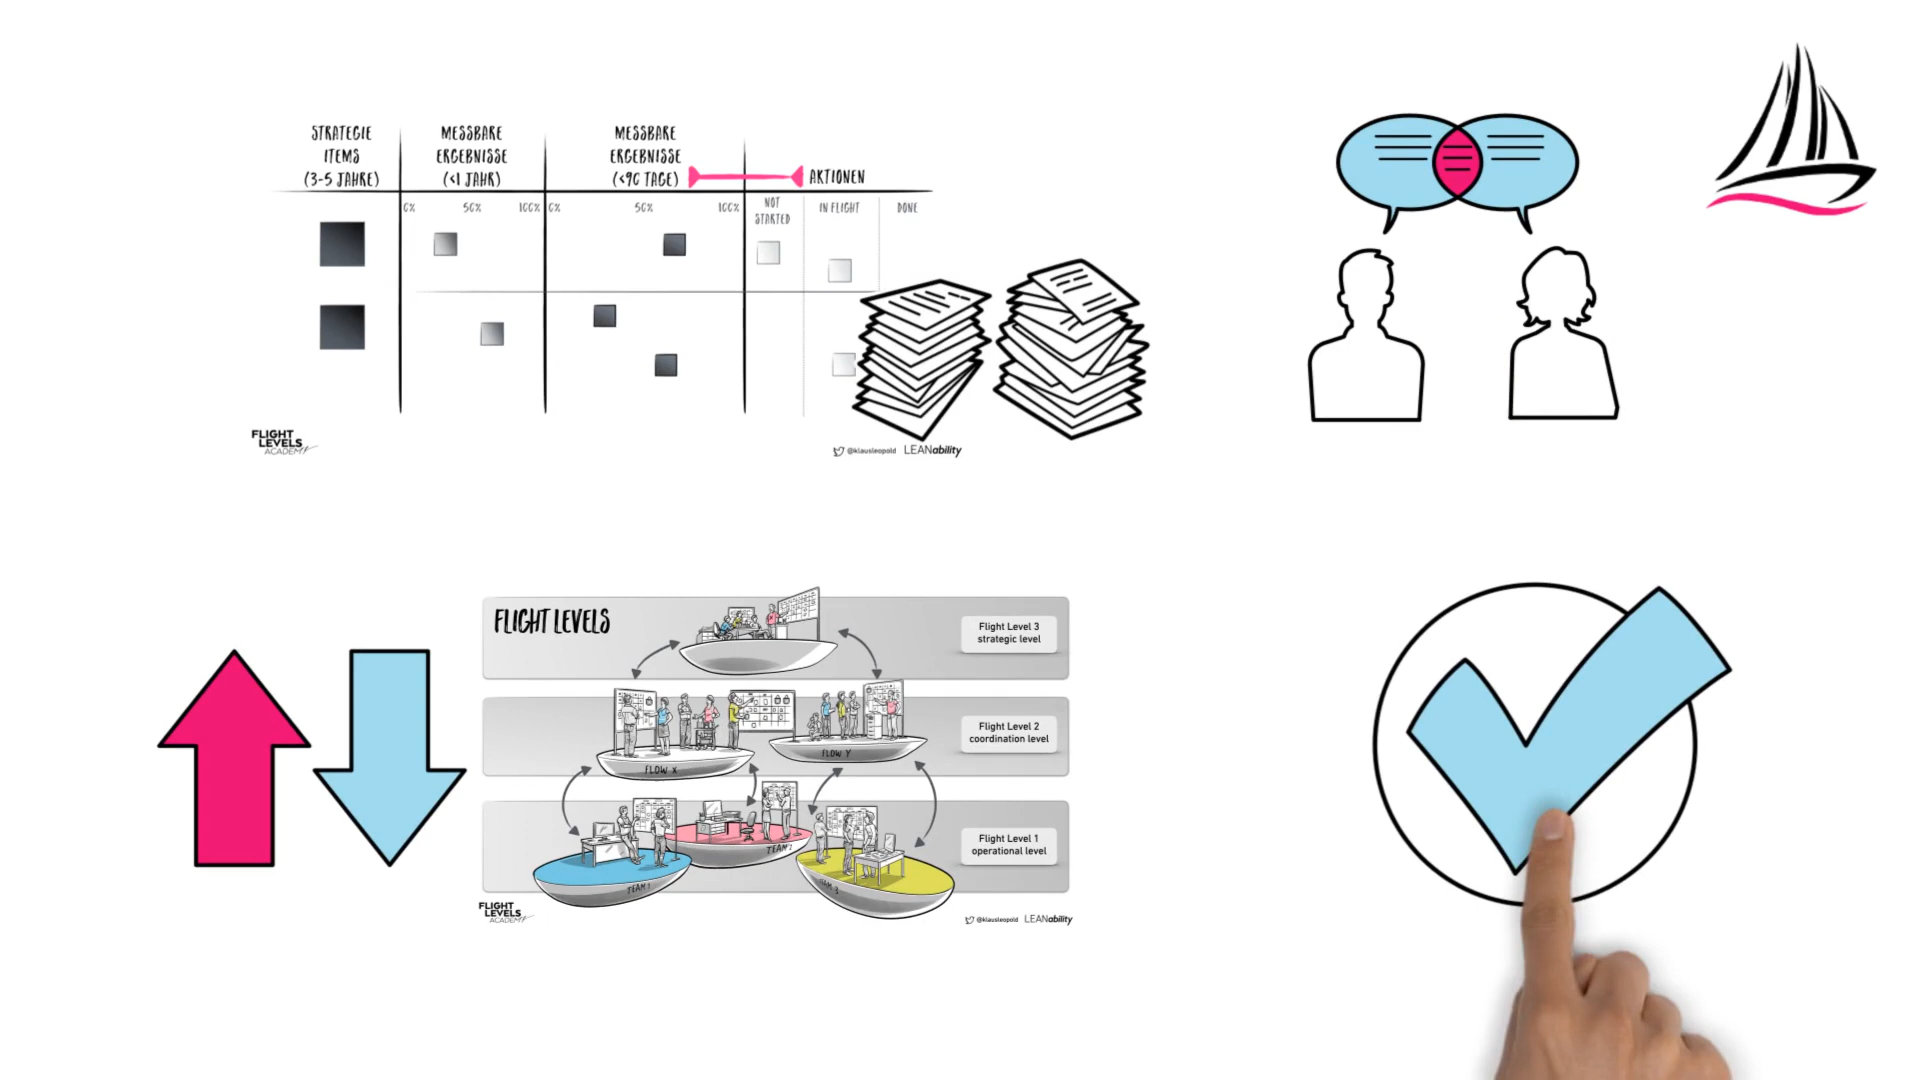 STRATEGIE
ITEMS
(3-5 JAHRE)
MESSBARE
ERGEBNISSE
(<1 JAHR)
MESSBARE
ERGEBNISSE
(<90 TAGE)
AKTIONEN
0% 50% 100% 0% 50% 100%
NOT
STARTED
IN FLIGHT
DONE
FLIGHT
LEVELS
ACADEMY
@klausleopold LEANability
FLIGHT LEVELS
Flight Level 3
strategic level
Flight Level 2
coordination level
FLOW X
FLOW Y
Flight Level 1
operational level
TEAM 1
TEAM 2
TEAM 3
FLIGHT
LEVELS
ACADEMY
@klausleopold LEANability